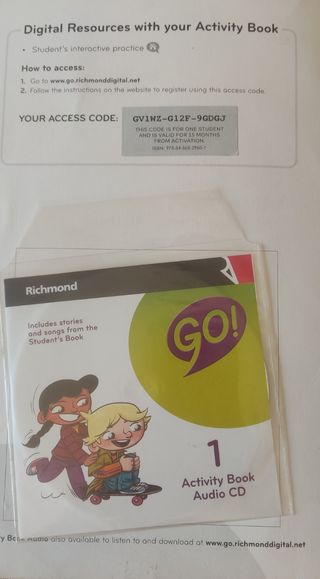 Digital Resources with your Activity Book
• Student's interactive practice
How to access:
1. Go to www.richmonddigital.net
2. Follow the instructions on the website to register using this access code.
YOUR ACCESS CODE:
GV1WZ-G12F-9GDGJ
THIS CODE IS FOR ONE STUDENT
AND IS VALID FOR 15 MONTHS
FROM ACTIVATION.
Richmond
Includes stories
and songs from the
Student's Book
GO!
1
Activity Book
Audio CD
Audio also available to listen to and download at www.go.richmonddigital.net